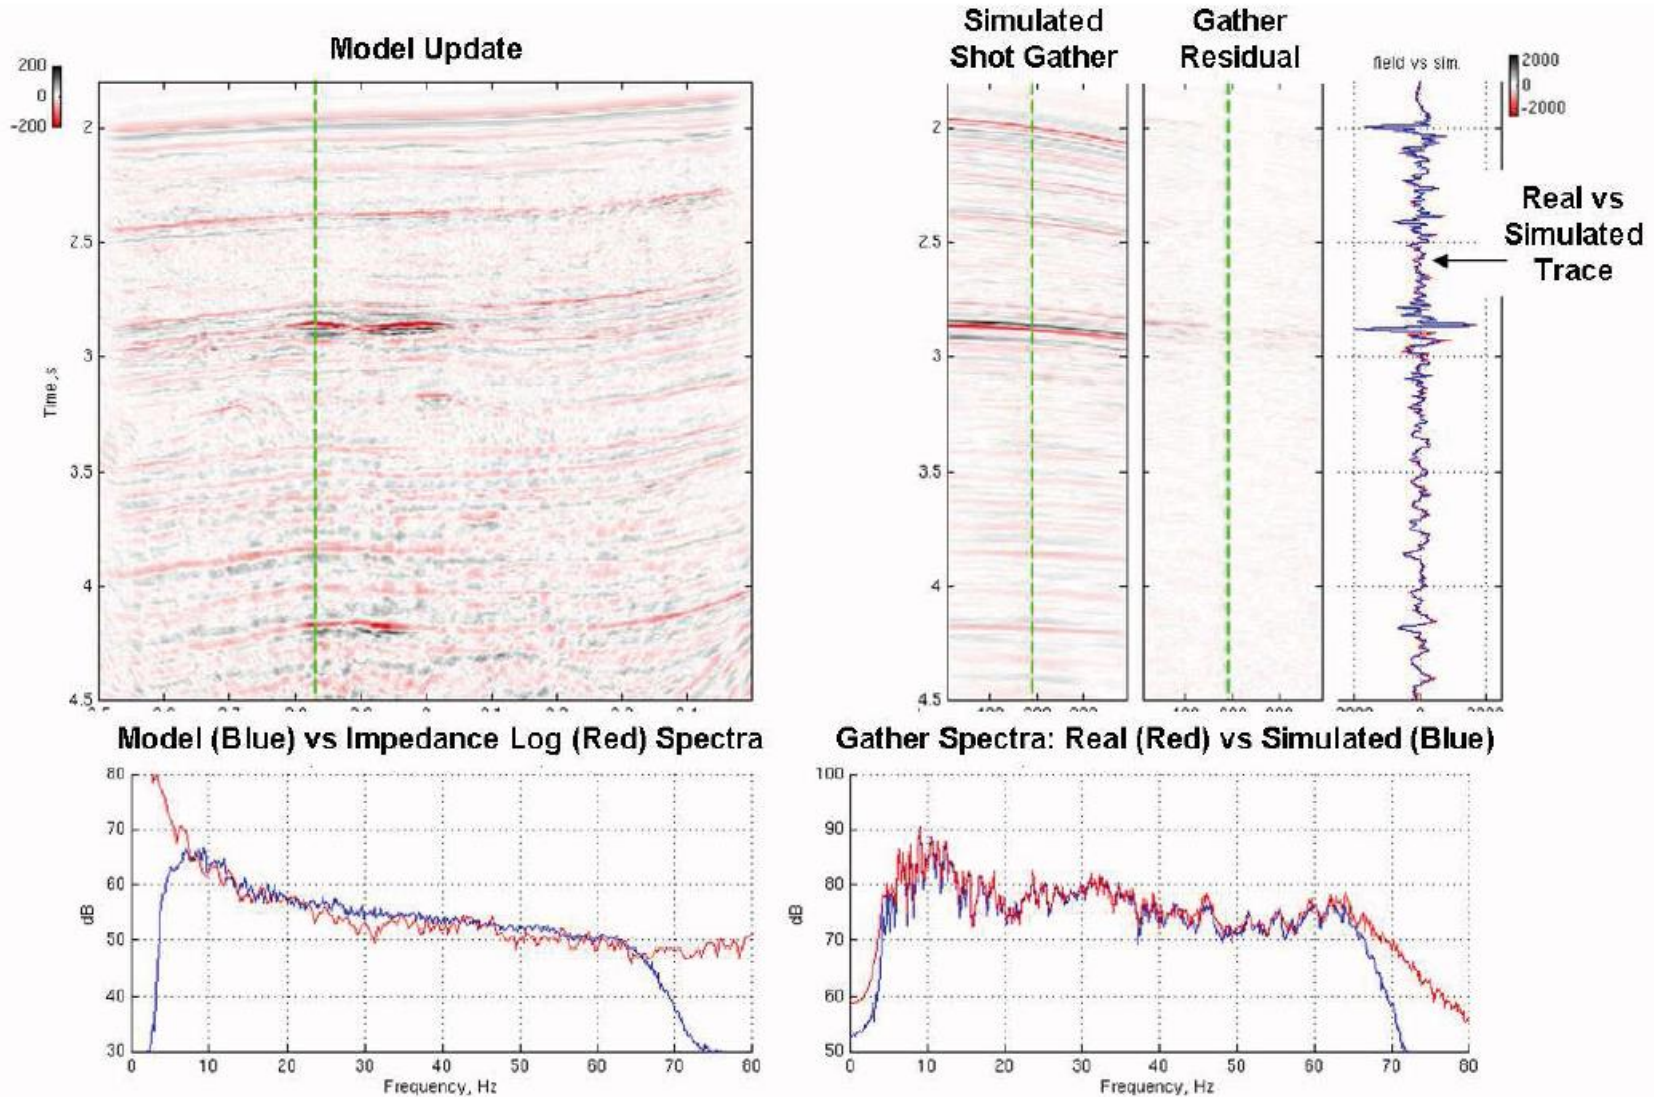 Model Update
200
0
-200
2
2.5
3
3.5
4
4.5
Time,s
Simulated
Shot Gather
Gather
Residual
field vs sim.
2000
0
-2000
2
2.5
3
3.5
4
4.5
Real vs
Simulated
Trace
Model (Blue) vs Impedance Log (Red) Spectra
80
70
60
50
40
30
dB
0 10 20 30 40 50 60 70 80
Frequency, Hz
Gather Spectra: Real (Red) vs Simulated (Blue)
100
90
80
70
60
50
dB
0 10 20 30 40 50 60 70 80
Frequency, Hz